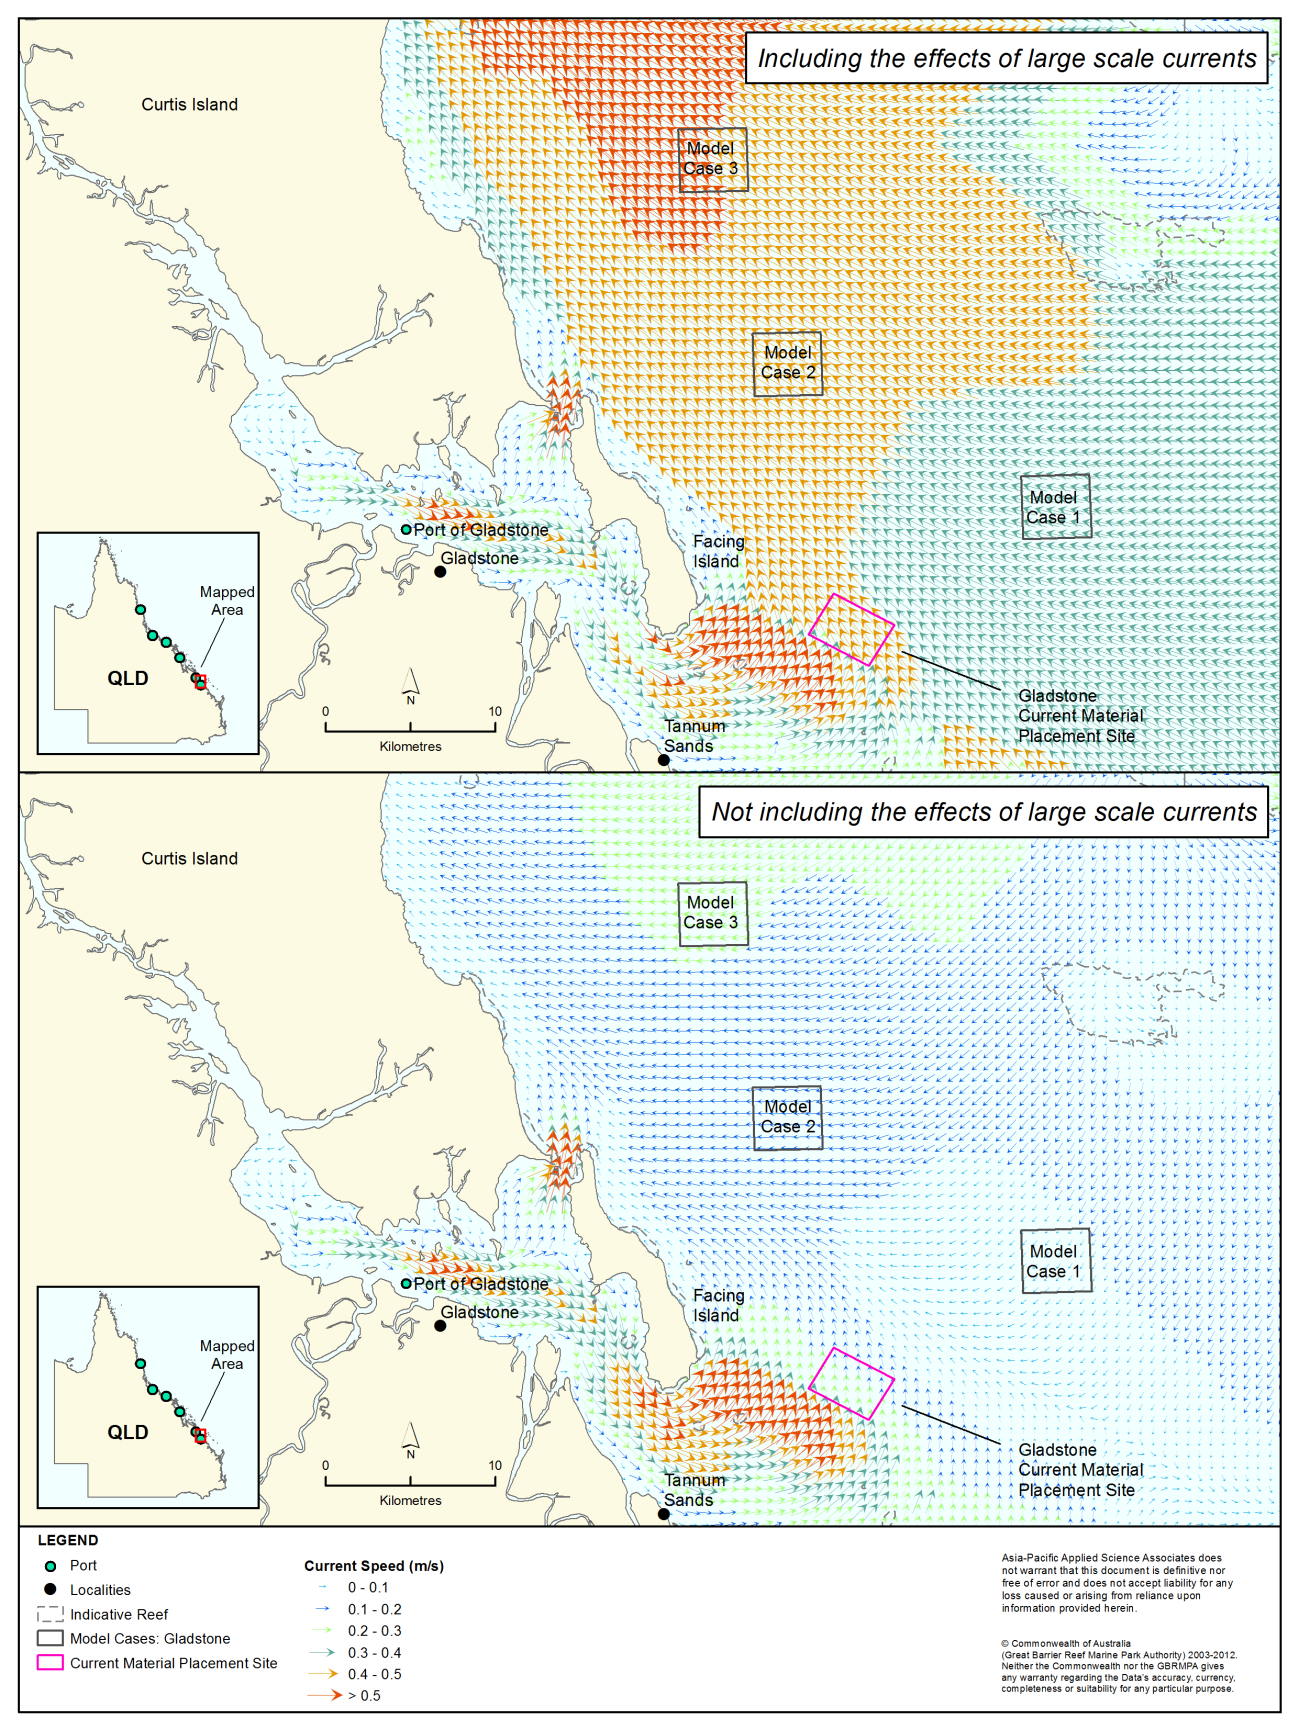 Including the effects of large scale currents
Curtis Island
Model
Case 3
Model
Case 2
Model
Case 1
Port of Gladstone
Gladstone
Facing
Island
Mapped
Area
QLD
N
0
10
Kilometres
Tannum
Sands
Gladstone
Current Material
Placement Site
Not including the effects of large scale currents
Curtis Island
Model
Case 3
Model
Case 2
Model
Case 1
Port of Gladstone
Gladstone
Facing
Island
Mapped
Area
QLD
N
0
10
Kilometres
Tannum
Sands
Gladstone
Current Material
Placement Site
LEGEND
Port
Localities
Indicative Reef
Model Cases: Gladstone
Current Material Placement Site
Current Speed (m/s)
0 - 0.1
0.1 - 0.2
0.2 - 0.3
0.3 - 0.4
0.4 - 0.5
> 0.5
Asia-Pacific Applied Science Associates does
not warrant that this document is definitive nor
free of error and does not accept liability for any
loss caused or arising from reliance upon
information provided herein.
© Commonwealth of Australia
(Great Barrier Reef Marine Park Authority) 2003-2012.
Neither the Commonwealth nor the GBRMPA gives
any warranty regarding the Data's accuracy, currency,
completeness or suitability for any particular purpose.